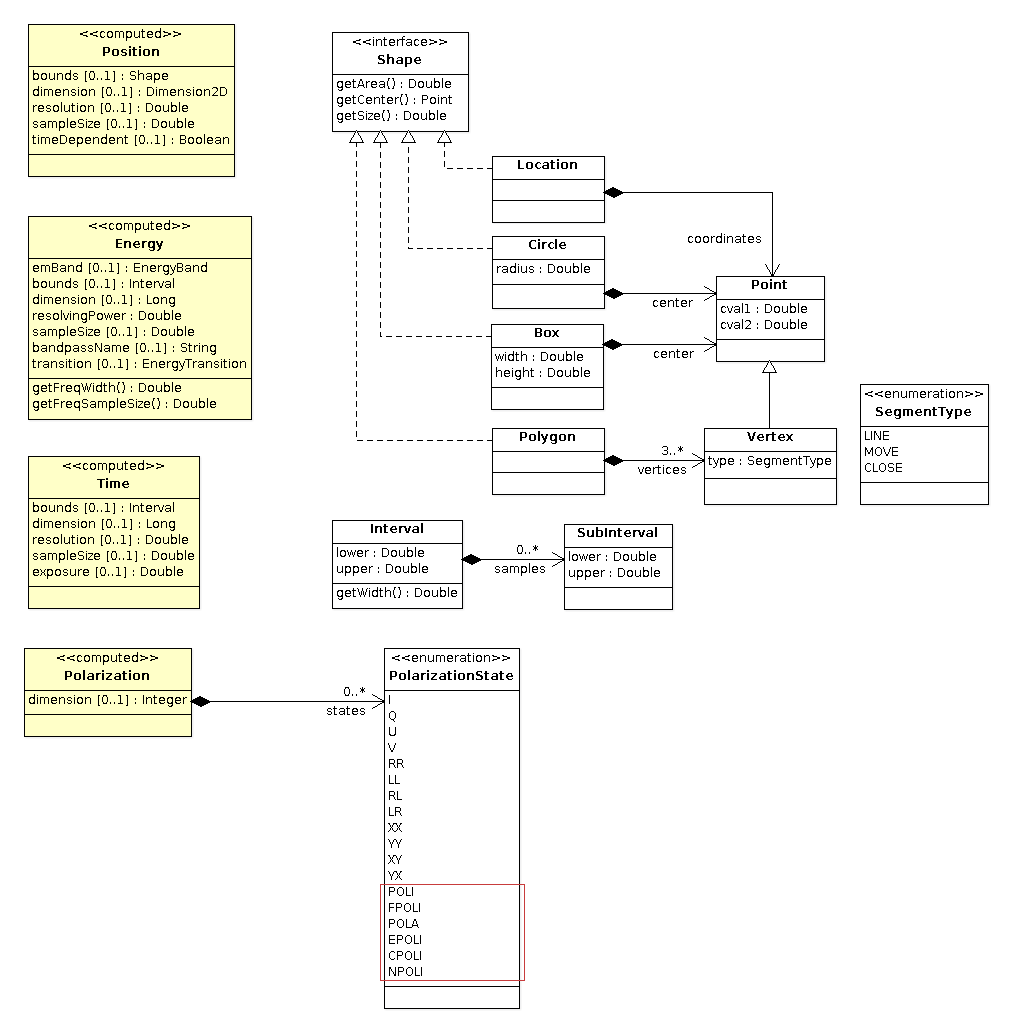 <<computed>>
Position
bounds [0..1] : Shape
dimension [0..1] : Dimension2D
resolution [0..1] : Double
sampleSize [0..1] : Double
timeDependent [0..1] : Boolean
<<computed>>
Energy
emBand [0..1] : EnergyBand
bounds [0..1] : Interval
dimension [0..1] : Long
resolvingPower : Double
sampleSize [0..1] : Double
bandpassName [0..1] : String
transition [0..1] : EnergyTransition
getFreqWidth() : Double
getFreqSampleSize() : Double
<<computed>>
Time
bounds [0..1] : Interval
dimension [0..1] : Long
resolution [0..1] : Double
sampleSize [0..1] : Double
exposure [0..1] : Double
<<computed>>
Polarization
dimension [0..1] : Integer
0..*
states
<<interface>>
Shape
getArea() : Double
getCenter() : Point
getSize() : Double
Location
coordinates
Circle
radius : Double
center
Box
width : Double
height : Double
center
Point
cval1 : Double
cval2 : Double
Polygon
3..*
vertices
Vertex
type : SegmentType
<<enumeration>>
SegmentType
LINE
MOVE
CLOSE
Interval
lower : Double
upper : Double
getWidth() : Double
0..*
samples
SubInterval
lower : Double
upper : Double
<<enumeration>>
PolarizationState
I
Q
U
V
RR
LL
RL
LR
XX
YY
XY
YX
POLI
FPOLI
POLA
EPOLI
CPOLI
NPOLI